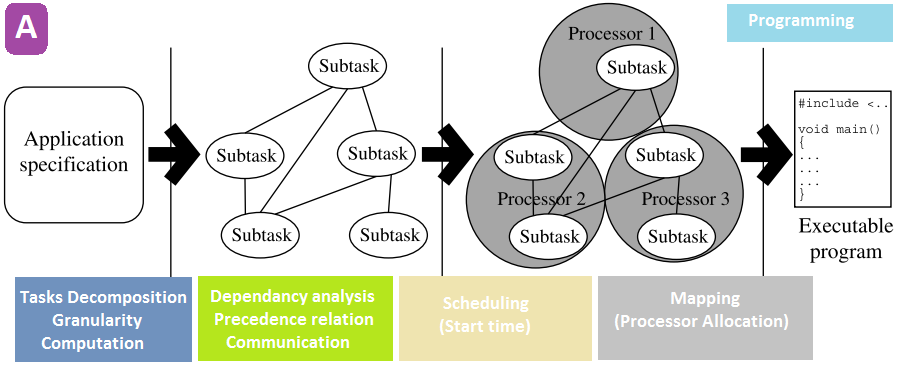 A
Programming
Application
specification
Subtask
Subtask
Subtask
Subtask
Subtask
Processor 1
Subtask
Subtask
Subtask
Processor 2
Processor 3
Subtask
Subtask
#include <..
void main()
{
...
...
...
}
Executable
program
Tasks Decomposition
Granularity
Computation
Dependancy analysis
Precedence relation
Communication
Scheduling
(Start time)
Mapping
(Processor Allocation)